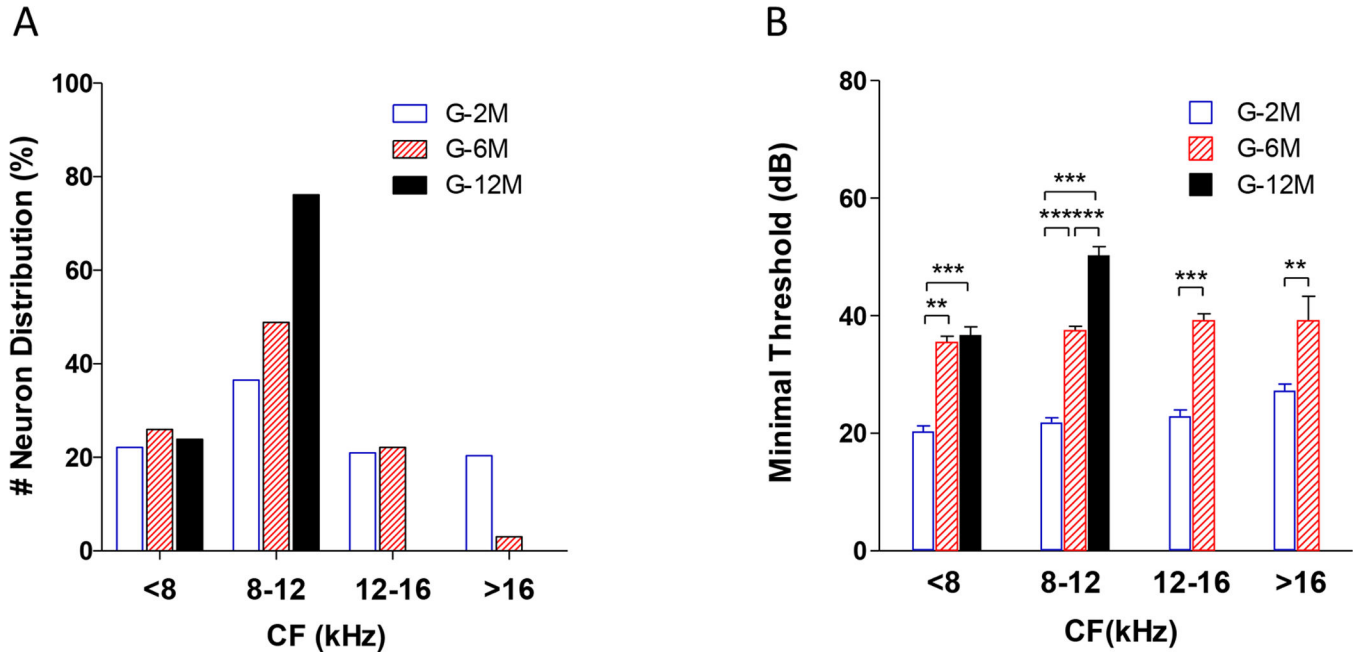 A
# Neuron Distribution (%)
100
80
60
40
20
0
G-2M
G-6M
G-12M
<8
8-12
12-16
>16
CF (kHz)
B
Minimal Threshold (dB)
80
60
40
20
0
G-2M
G-6M
G-12M
***
**
***
******
***
**
<8
8-12
12-16
>16
CF(kHz)